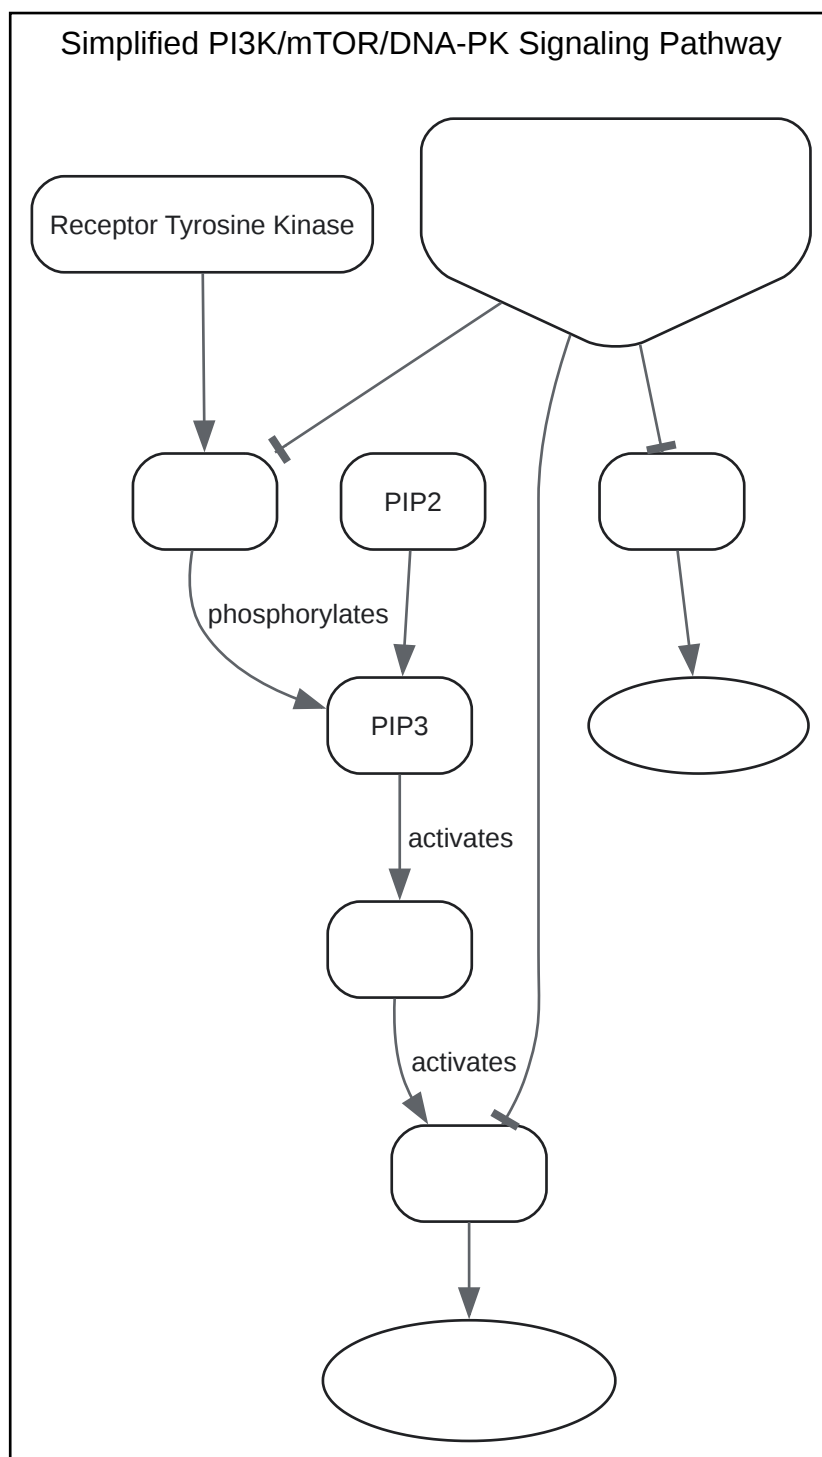 Simplified PI3K/mTOR/DNA-PK Signaling Pathway
Receptor Tyrosine Kinase
PIP2
phosphorylates
PIP3
activates
activates